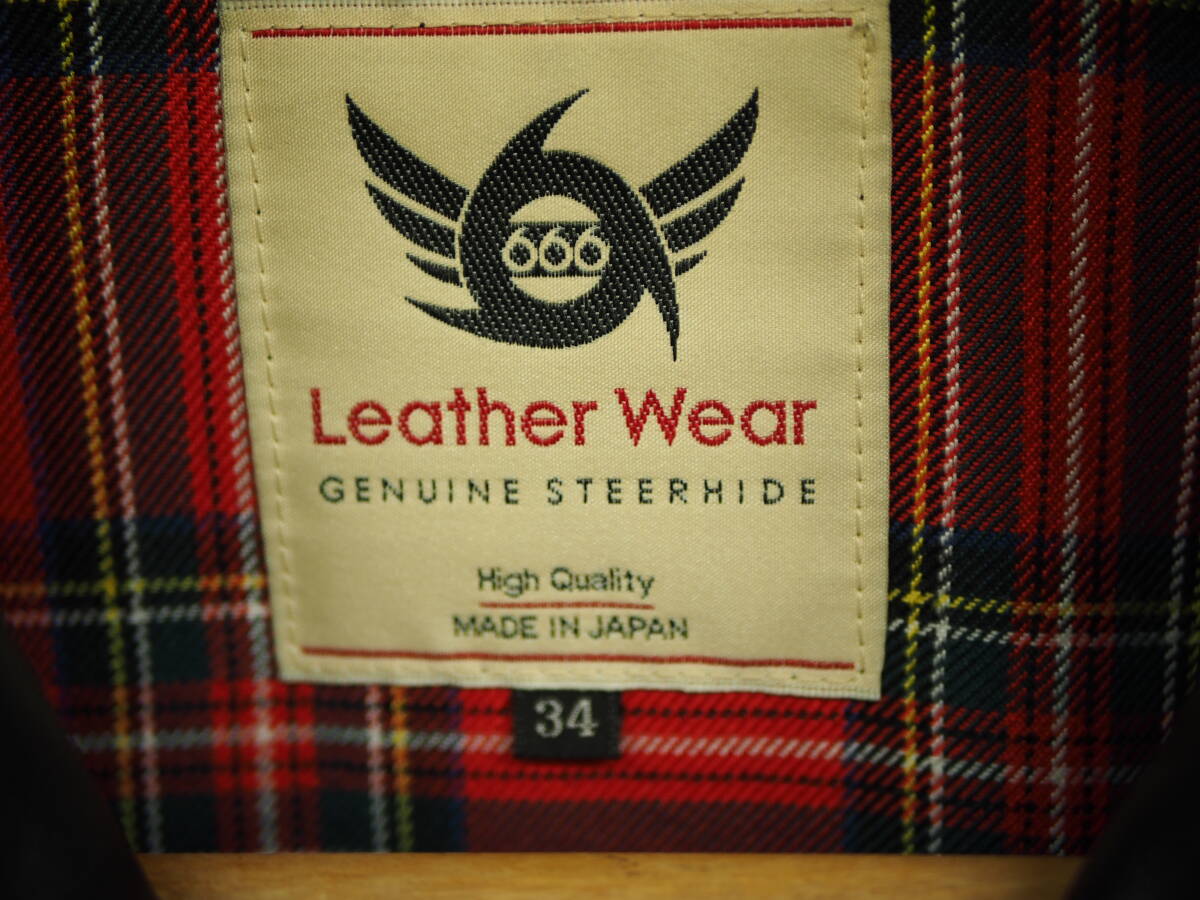 666
Leather Wear
GENUINE STEERHIDE
High Quality
MADE IN JAPAN
34